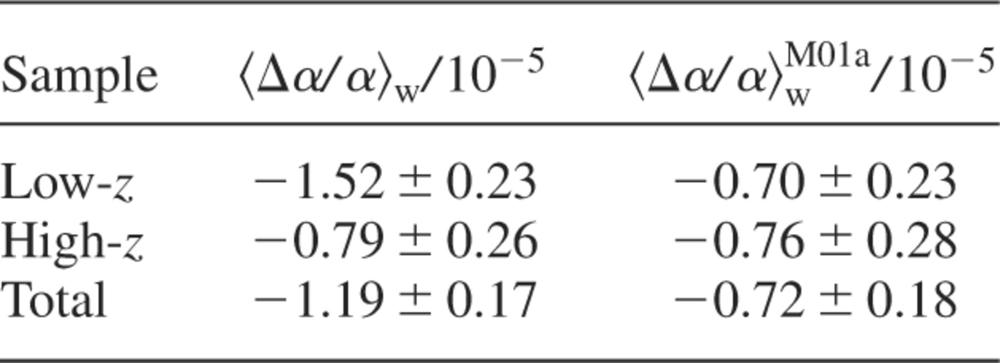 Sample ⟨Δα/α⟩w/10−5 ⟨Δα/α⟩wM01a/10−5
Low-z −1.52 ± 0.23 −0.70 ± 0.23
High-z −0.79 ± 0.26 −0.76 ± 0.28
Total −1.19 ± 0.17 −0.72 ± 0.18